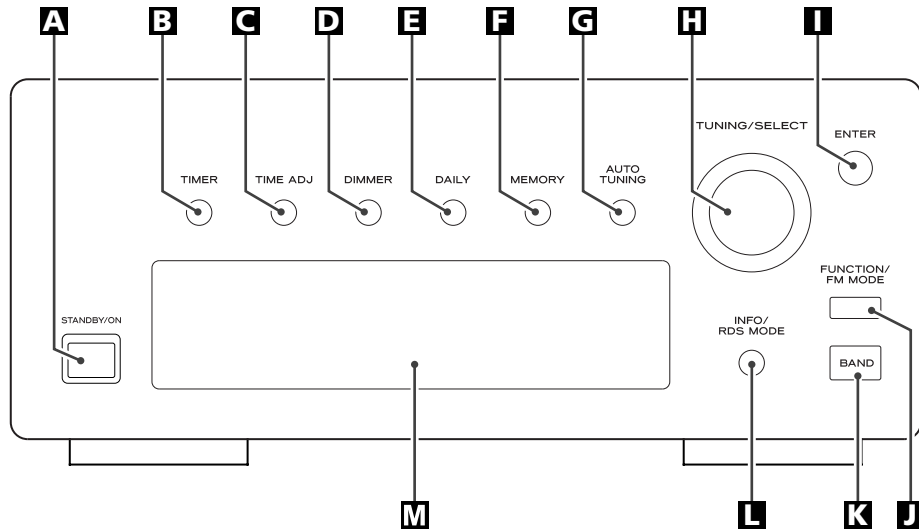 A B C D E F G H I
TUNING/SELECT
ENTER
TIMER
TIME ADJ
DIMMER
DAILY
MEMORY
AUTO
TUNING
FUNCTION/
FM MODE
STANDBY/ON
INFO/
RDS MODE
BAND
M L K J